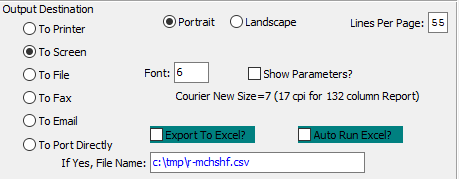 Output Destination
To Printer
Portrait
Landscape
Lines Per Page: 55
To Screen
To File
Font: 6
Show Parameters?
To Fax
Courier New Size=7 (17 cpi for 132 column Report)
To Email
Export To Excel?
Auto Run Excel?
To Port Directly
If Yes, File Name: c:\tmp\r-mchshf.csv